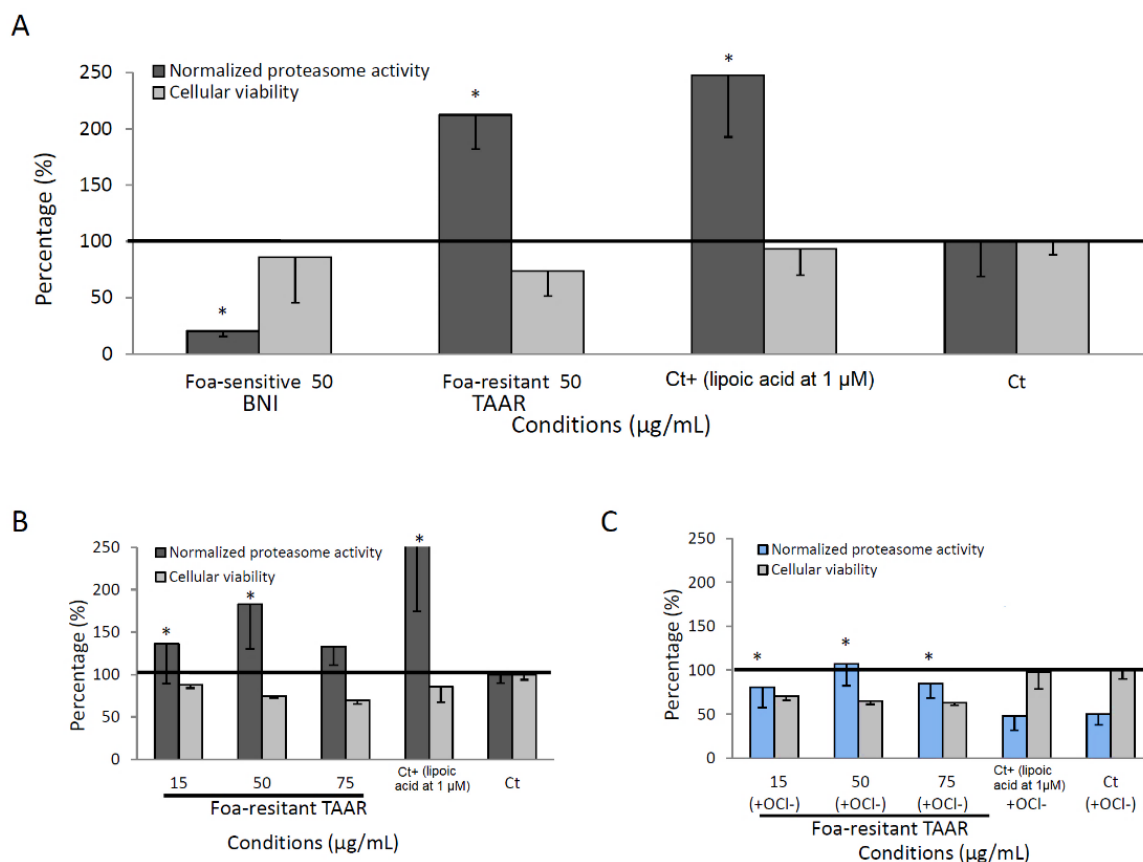 A
Normalized proteasome activity
Cellular viability
Percentage (%)
250
200
150
100
50
0
*
*
*
Foa-sensitive 50
BNI
Foa-resitant 50
TAAR
Ct+ (lipoic acid at 1 µM)
Ct
Conditions (µg/mL)
B
Normalized proteasome activity
Cellular viability
Percentage (%)
250
200
150
100
50
0
*
*
*
15 50 75 Ct+ (lipoic
acid at 1 µM) Ct
Foa-resitant TAAR
Conditions (µg/mL)
C
Normalized proteasome activity
Cellular viability
Percentage (%)
250
200
150
100
50
0
*
*
*
15 50 75 Ct+ (lipoic
acid at 1µM) Ct
(+OCl-) (+OCl-) (+OCl-) +OCl- (+OCl-)
Foa-resitant TAAR
Conditions (µg/mL)